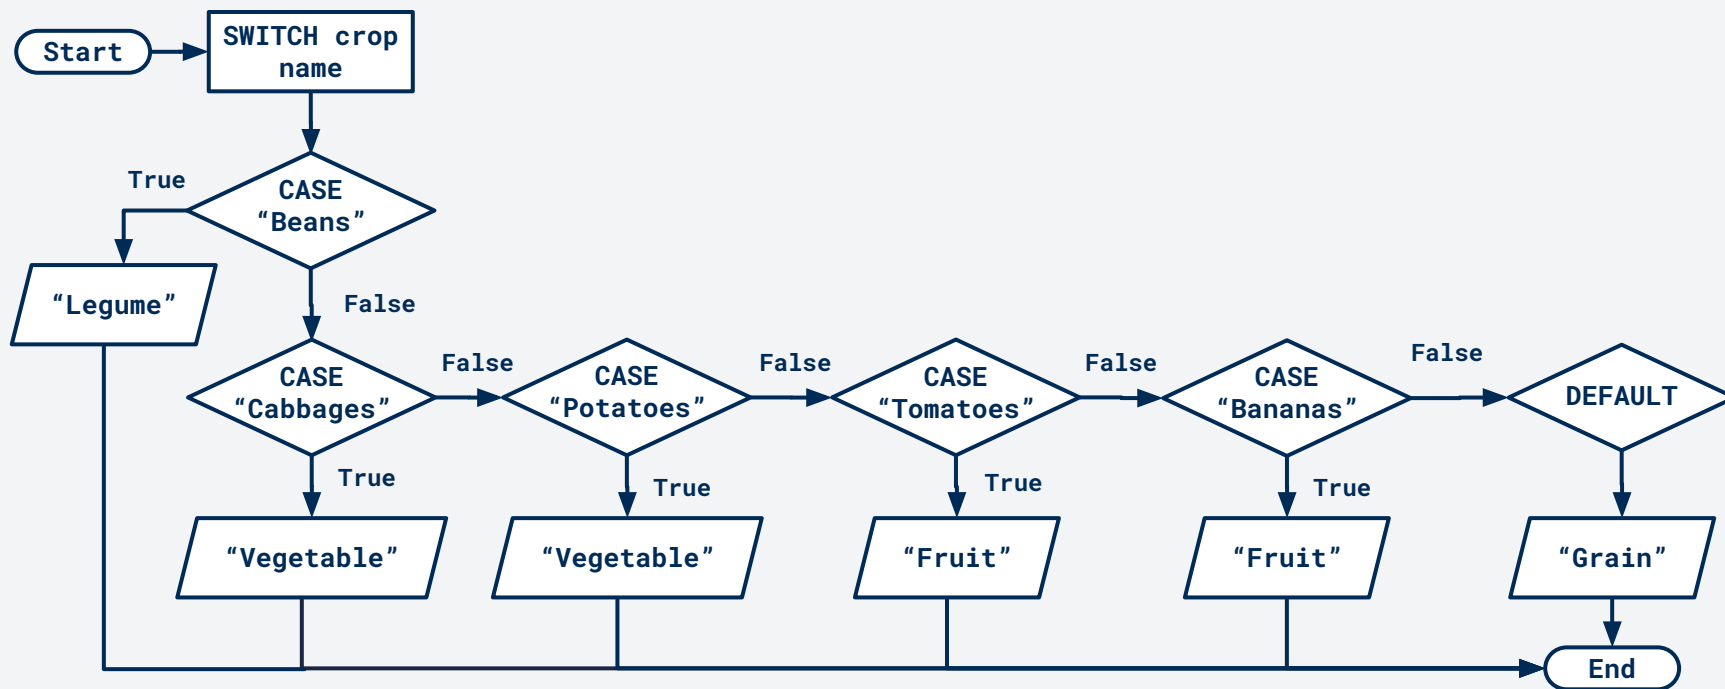 Start
SWITCH crop
name
True
CASE
“Beans”
“Legume”
False
CASE
“Cabbages”
False
CASE
“Potatoes”
False
CASE
“Tomatoes”
False
CASE
“Bananas”
False
DEFAULT
True
True
True
True
“Vegetable”
“Vegetable”
“Fruit”
“Fruit”
“Grain”
End